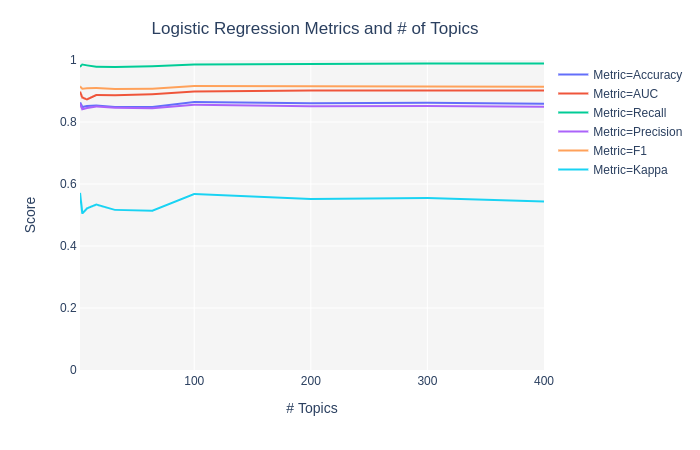 Logistic Regression Metrics and # of Topics
1
0.8
0.6
0.4
0.2
0
Score
100
200
300
400
# Topics
Metric=Accuracy
Metric=AUC
Metric=Recall
Metric=Precision
Metric=F1
Metric=Kappa